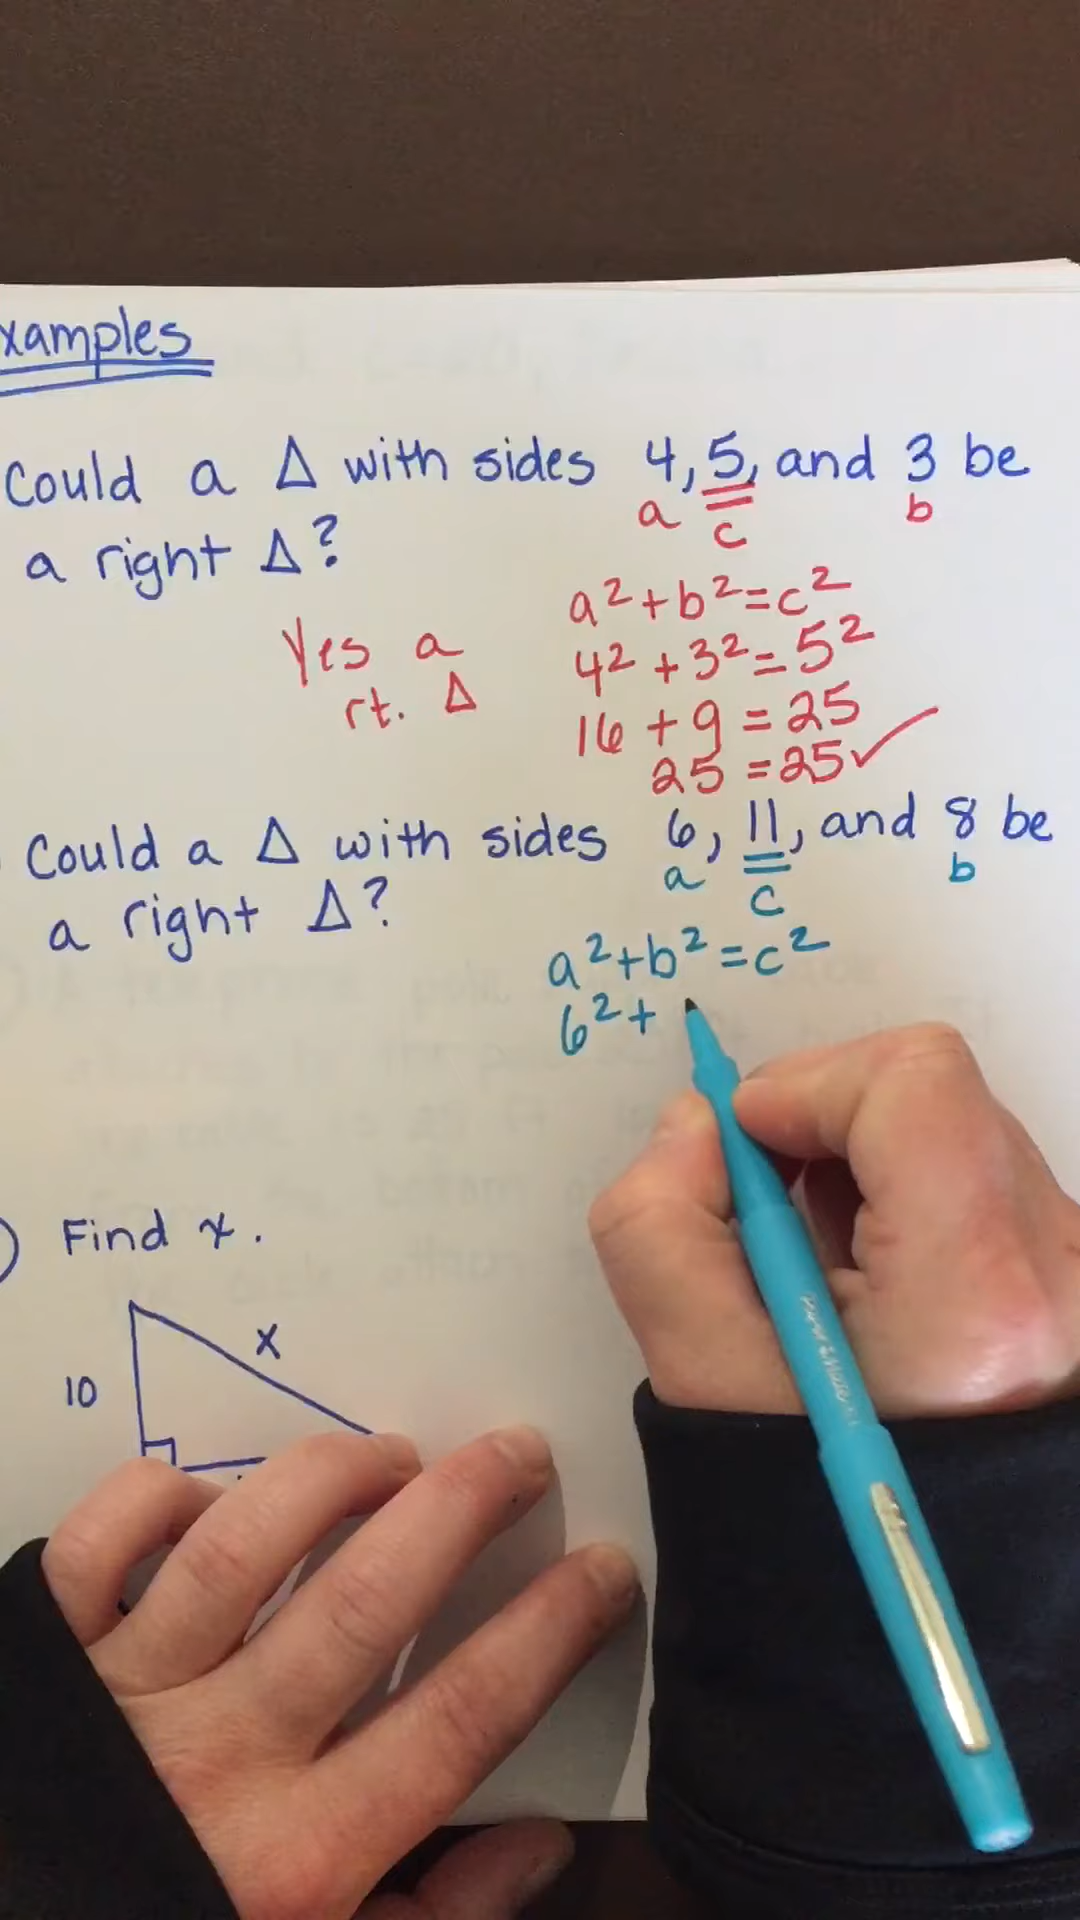 xamples
Could a Δ with sides 4, 5, and 3 be
a c b
a right Δ?
a²+b²=c²
4²+3²=5²
16+9=25
25=25✓
Yes a
rt. Δ
Could a Δ with sides 6, 11, and 8 be
a c b
a right Δ?
a²+b²=c²
6²+
) Find x.
x
10